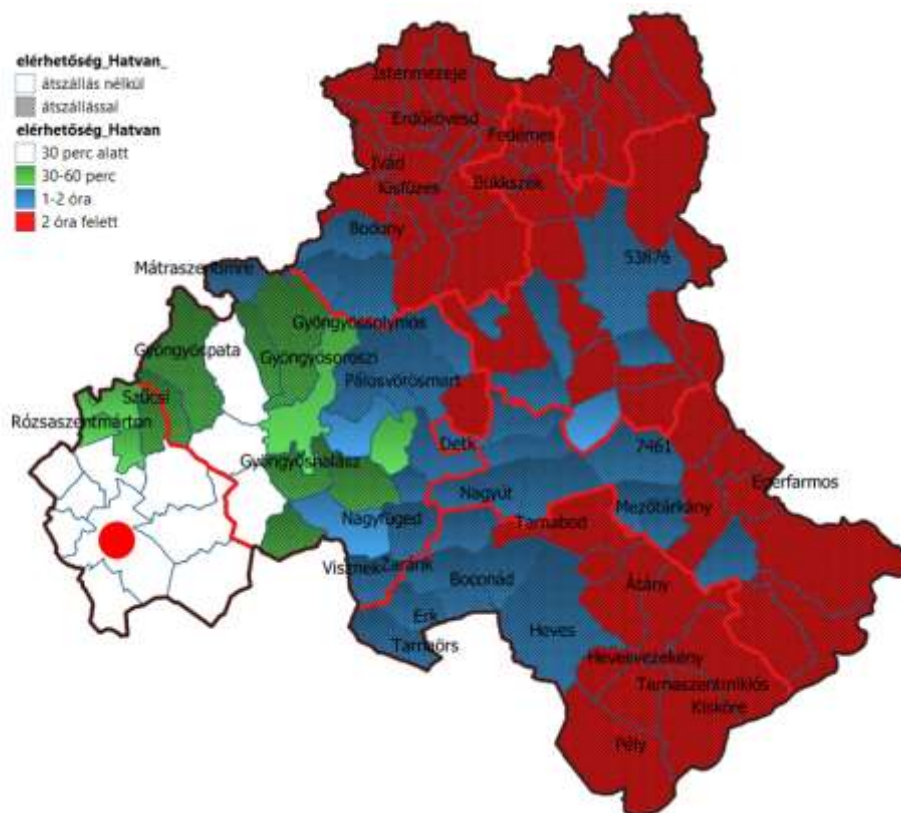 elérhetőség_Hatvan_
átszállás nélkül
átszállással
elérhetőség_Hatvan
30 perc alatt
30-60 perc
1-2 óra
2 óra felett
Istenmezeje
Erdőkövesd
Fedémes
Ivád
Bükkszék
Kisfüzes
Bodony
53876
Mátraszentimre
Gyöngyössolymos
Gyöngyöspata
Gyöngyösoroszi
Pálosvörösmart
Szűcsi
Rózsaszentmárton
Detk
7461
Gyöngyöshalász
Egerfarmos
Nagyút
Mezőtárkány
Nagyfüged
Tarnabod
Visznek
Zaránk
Boconád
Átány
Erk
Heves
Tarnaörs
Hevesvezekény
Tarnaszentmiklós
Kisköre
Pély